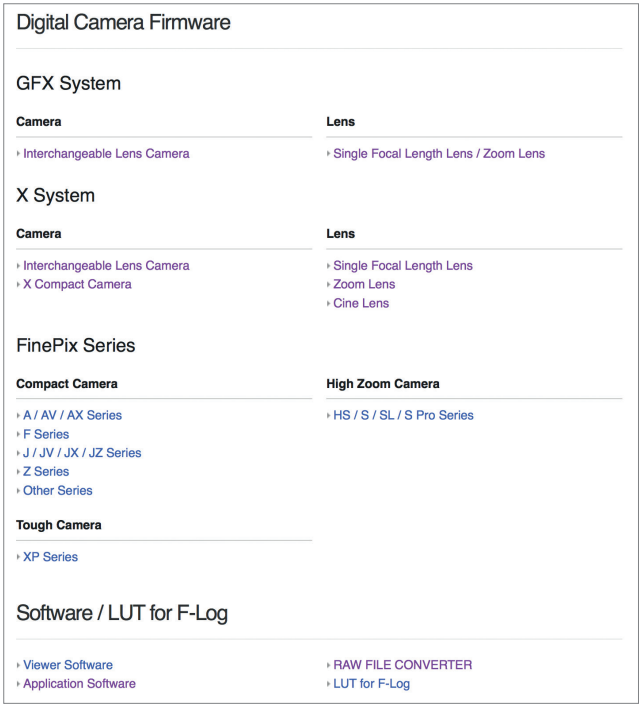 Digital Camera Firmware
GFX System
Camera
Interchangeable Lens Camera
Lens
Single Focal Length Lens / Zoom Lens
X System
Camera
Interchangeable Lens Camera
X Compact Camera
Lens
Single Focal Length Lens
Zoom Lens
Cine Lens
FinePix Series
Compact Camera
A / AV / AX Series
F Series
J / JV / JX / JZ Series
Z Series
Other Series
High Zoom Camera
HS / S / SL / S Pro Series
Tough Camera
XP Series
Software / LUT for F-Log
Viewer Software
Application Software
RAW FILE CONVERTER
LUT for F-Log